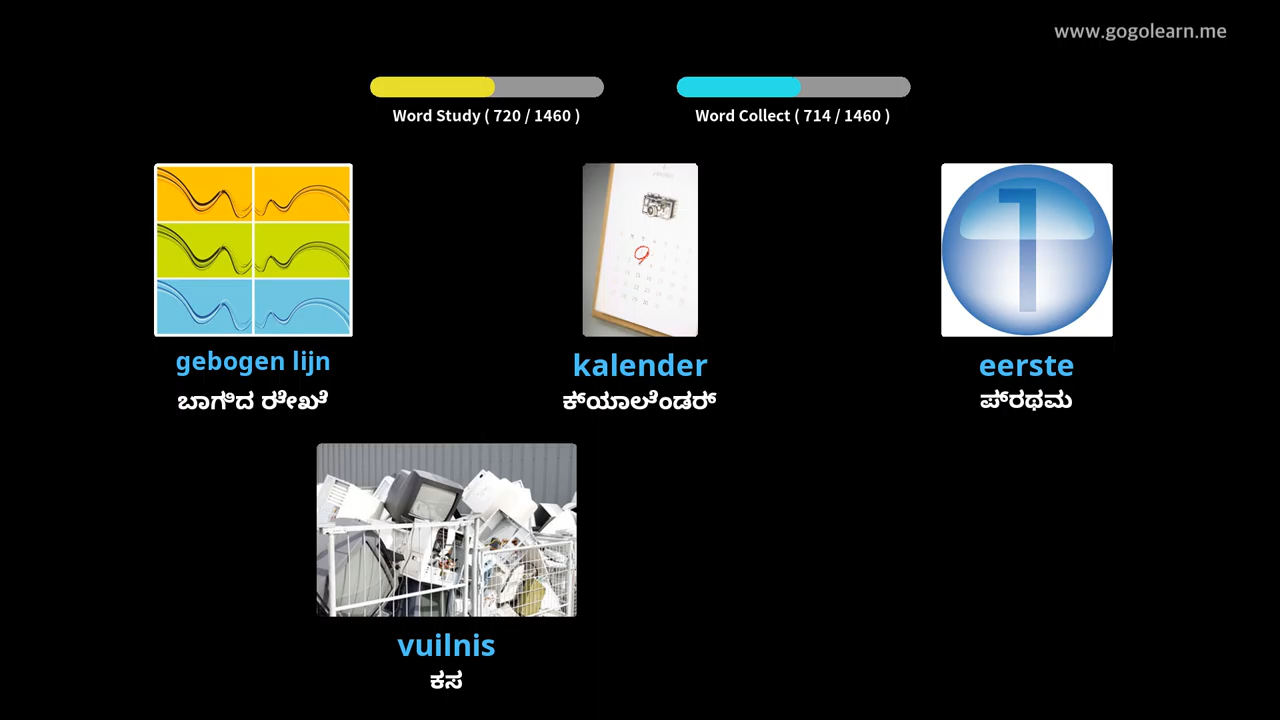 www.gogolearn.me
Word Study ( 720 / 1460 )
Word Collect ( 714 / 1460 )
gebogen lijn
ಬಾಗಿದ ರೇಖೆ
kalender
ಕ್ಯಾಲೆಂಡರ್
eerste
ಪ್ರಥಮ
vuilnis
ಕಸ